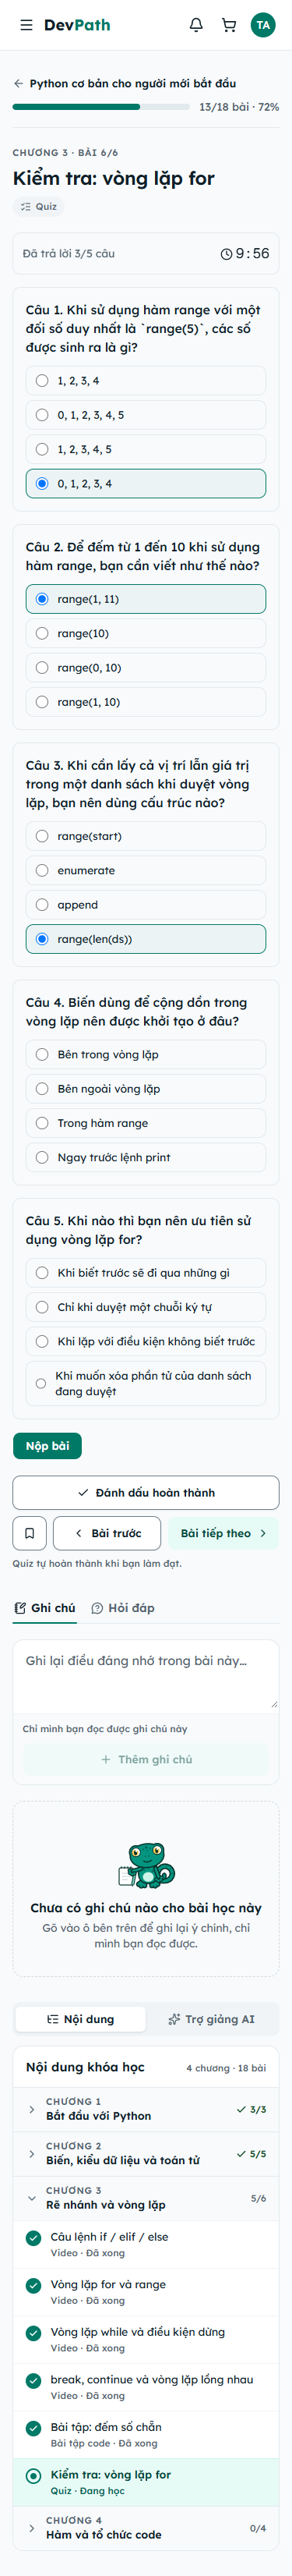 DevPath
TA
Python cơ bản cho người mới bắt đầu
13/18 bài · 72%
CHƯƠNG 3 · BÀI 6/6
Kiểm tra: vòng lặp for
Quiz
Đã trả lời 3/5 câu
9:56
Câu 1. Khi sử dụng hàm range với một
đối số duy nhất là `range(5)`, các số
được sinh ra là gì?
1, 2, 3, 4
0, 1, 2, 3, 4, 5
1, 2, 3, 4, 5
0, 1, 2, 3, 4
Câu 2. Để đếm từ 1 đến 10 khi sử dụng
hàm range, bạn cần viết như thế nào?
range(1, 11)
range(10)
range(0, 10)
range(1, 10)
Câu 3. Khi cần lấy cả vị trí lẫn giá trị
trong một danh sách khi duyệt vòng
lặp, bạn nên dùng cấu trúc nào?
range(start)
enumerate
append
range(len(ds))
Câu 4. Biến dùng để cộng dồn trong
vòng lặp nên được khởi tạo ở đâu?
Bên trong vòng lặp
Bên ngoài vòng lặp
Trong hàm range
Ngay trước lệnh print
Câu 5. Khi nào thì bạn nên ưu tiên sử
dụng vòng lặp for?
Khi biết trước sẽ đi qua những gì
Chỉ khi duyệt một chuỗi ký tự
Khi lặp với điều kiện không biết trước
Khi muốn xóa phần tử của danh sách
đang duyệt
Nộp bài
Đánh dấu hoàn thành
Bài trước
Bài tiếp theo
Quiz tự hoàn thành khi bạn làm đạt.
Ghi chú
Hỏi đáp
Ghi lại điều đáng nhớ trong bài này…
Chỉ mình bạn đọc được ghi chú này
Thêm ghi chú
Chưa có ghi chú nào cho bài học này
Gõ vào ô bên trên để ghi lại ý chính, chỉ
mình bạn đọc được.
Nội dung
Trợ giảng AI
Nội dung khóa học
4 chương · 18 bài
CHƯƠNG 1
Bắt đầu với Python
3/3
CHƯƠNG 2
Biến, kiểu dữ liệu và toán tử
5/5
CHƯƠNG 3
Rẽ nhánh và vòng lặp
5/6
Câu lệnh if / elif / else
Video · Đã xong
Vòng lặp for và range
Video · Đã xong
Vòng lặp while và điều kiện dừng
Video · Đã xong
break, continue và vòng lặp lồng nhau
Video · Đã xong
Bài tập: đếm số chẵn
Bài tập code · Đã xong
Kiểm tra: vòng lặp for
Quiz · Đang học
CHƯƠNG 4
Hàm và tổ chức code
0/4